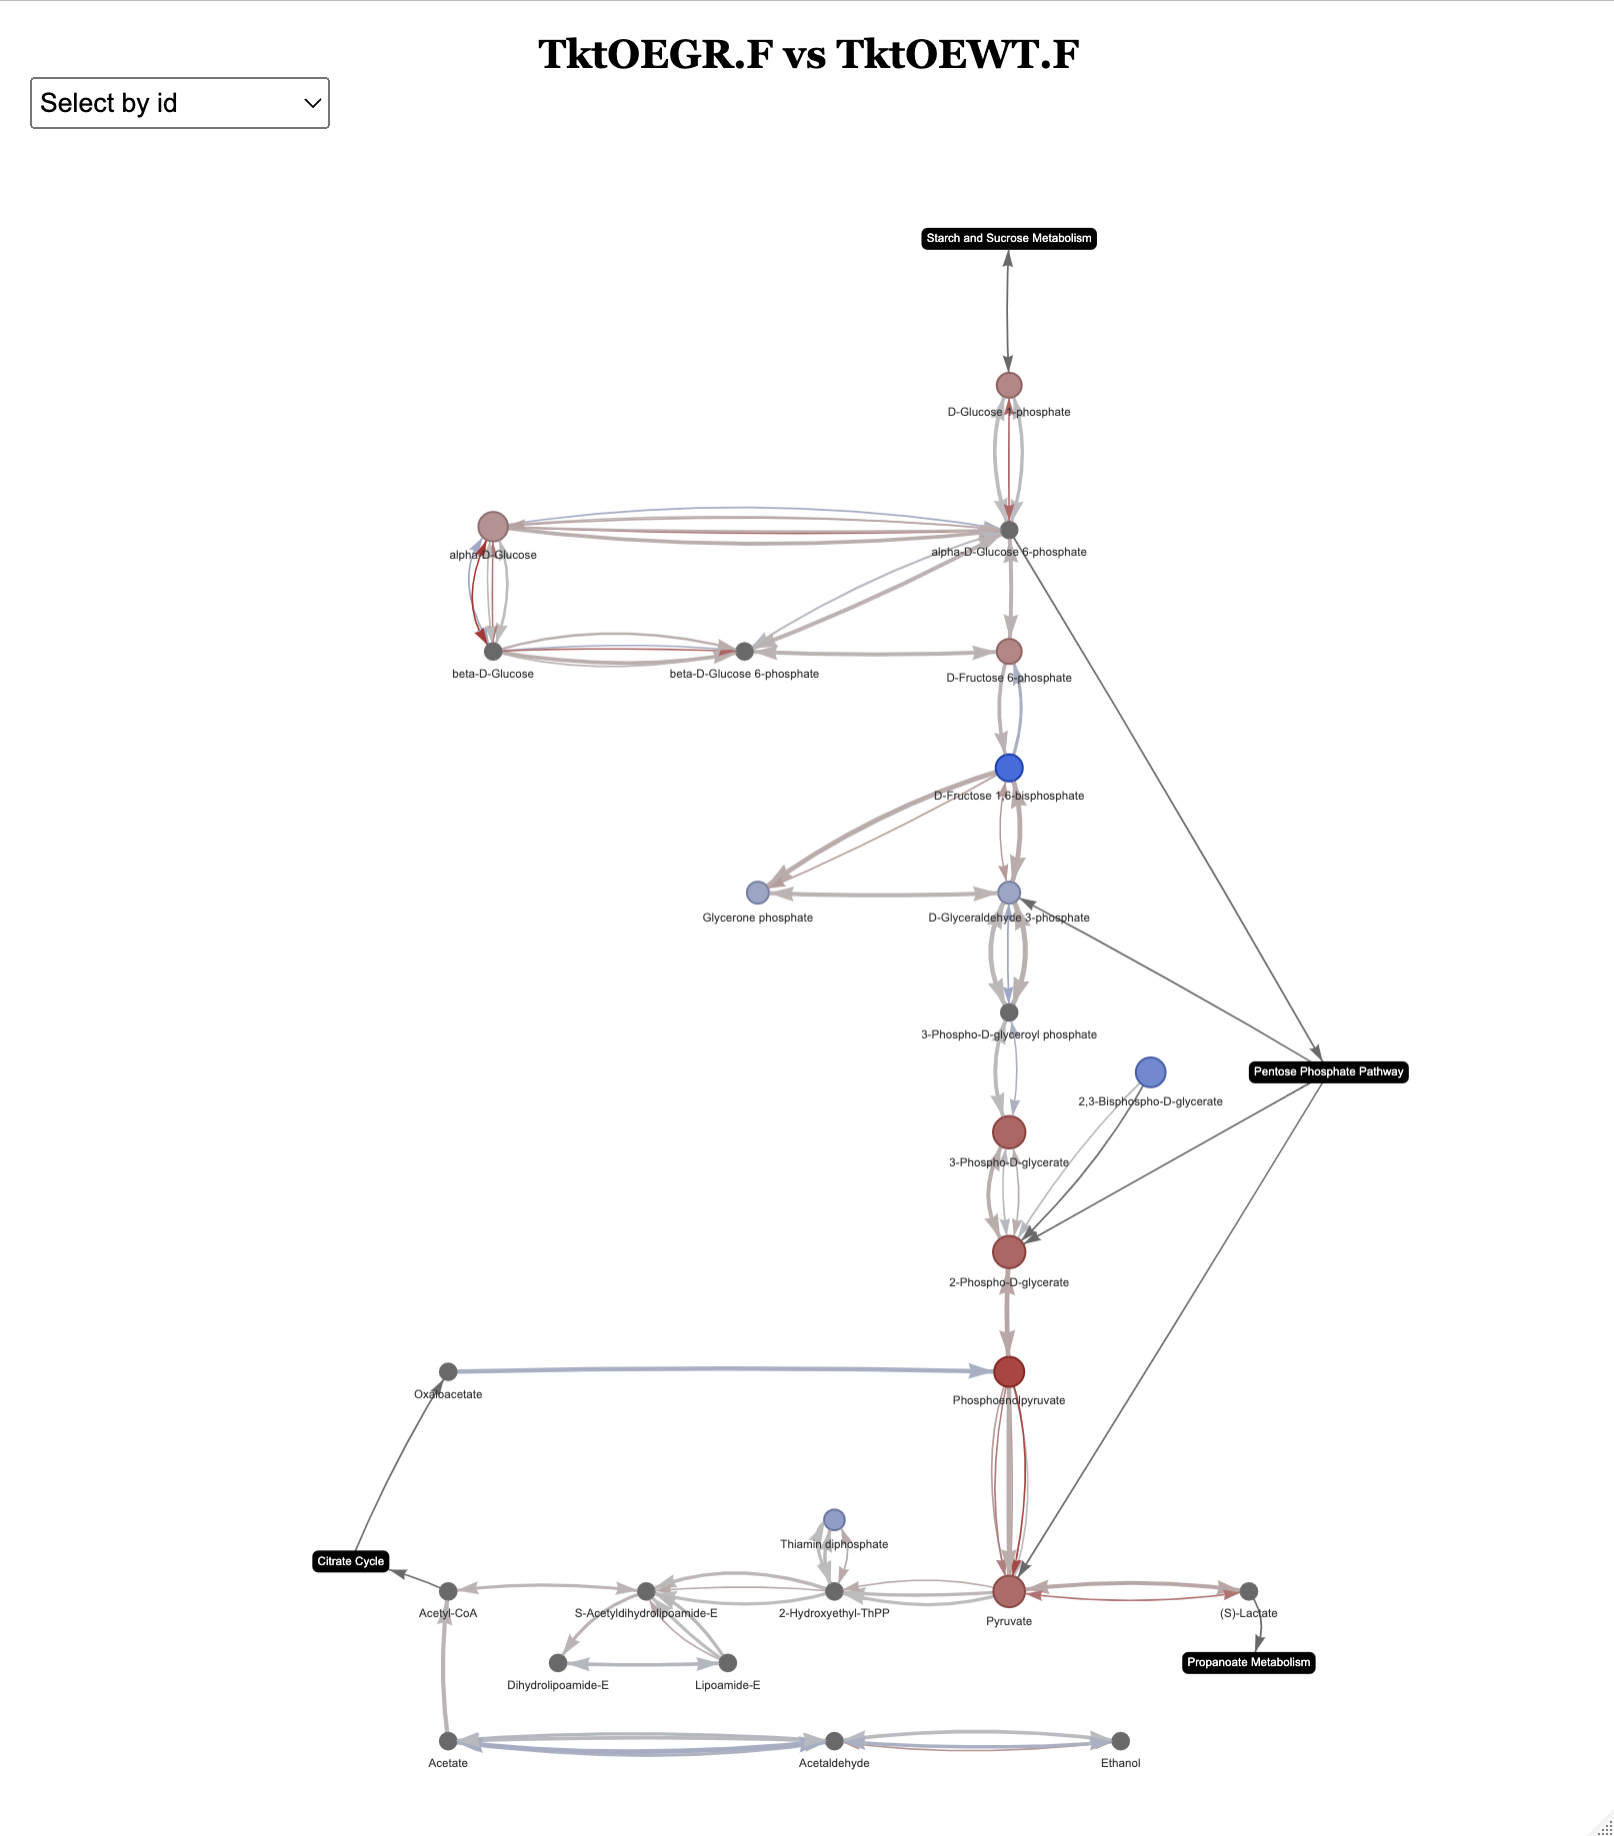 TktOEGR.F vs TktOEWT.F
Select by id
Starch and Sucrose Metabolism
D-Glucose 1-phosphate
alpha-D-Glucose
alpha-D-Glucose 6-phosphate
beta-D-Glucose
beta-D-Glucose 6-phosphate
D-Fructose 6-phosphate
D-Fructose 1,6-bisphosphate
Glycerone phosphate
D-Glyceraldehyde 3-phosphate
3-Phospho-D-glyceroyl phosphate
Pentose Phosphate Pathway
2,3-Bisphospho-D-glycerate
3-Phospho-D-glycerate
2-Phospho-D-glycerate
Oxaloacetate
Phosphoenolpyruvate
Thiamin diphosphate
Citrate Cycle
Acetyl-CoA
S-Acetyldihydrolipoamide-E
2-Hydroxyethyl-ThPP
Pyruvate
(S)-Lactate
Propanoate Metabolism
Dihydrolipoamide-E
Lipoamide-E
Acetate
Acetaldehyde
Ethanol